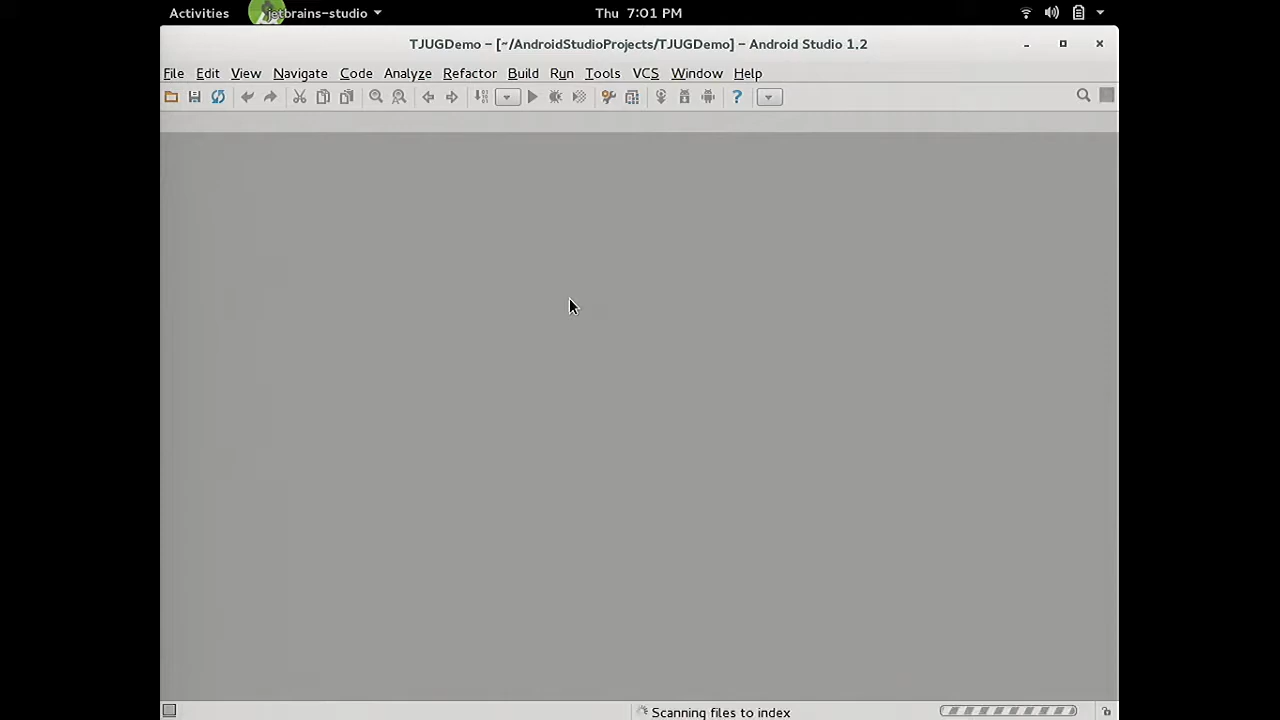 Activities jetbrains-studio Thu 7:01 PM
TJUGDemo – [~/AndroidStudioProjects/TJUGDemo] – Android Studio 1.2
File Edit View Navigate Code Analyze Refactor Build Run Tools VCS Window Help
Scanning files to index